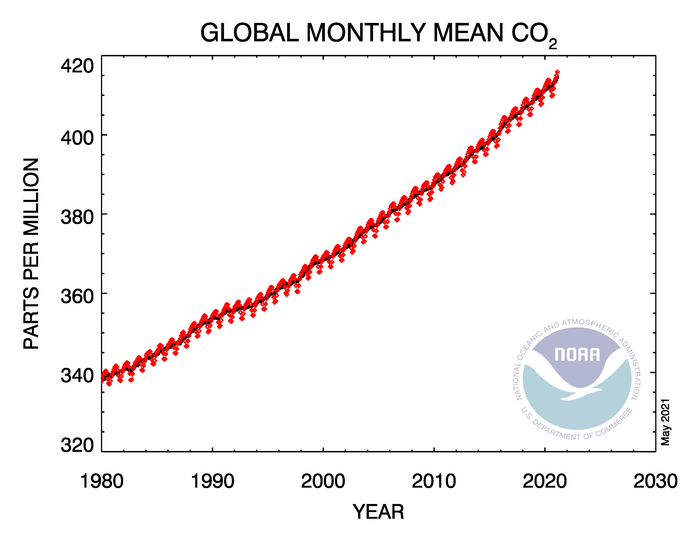 GLOBAL MONTHLY MEAN CO₂
420
400
380
360
340
320
PARTS PER MILLION
1980 1990 2000 2010 2020 2030
YEAR
NATIONAL OCEANIC AND ATMOSPHERIC ADMINISTRATION
NOAA
U.S. DEPARTMENT OF COMMERCE
May 2021